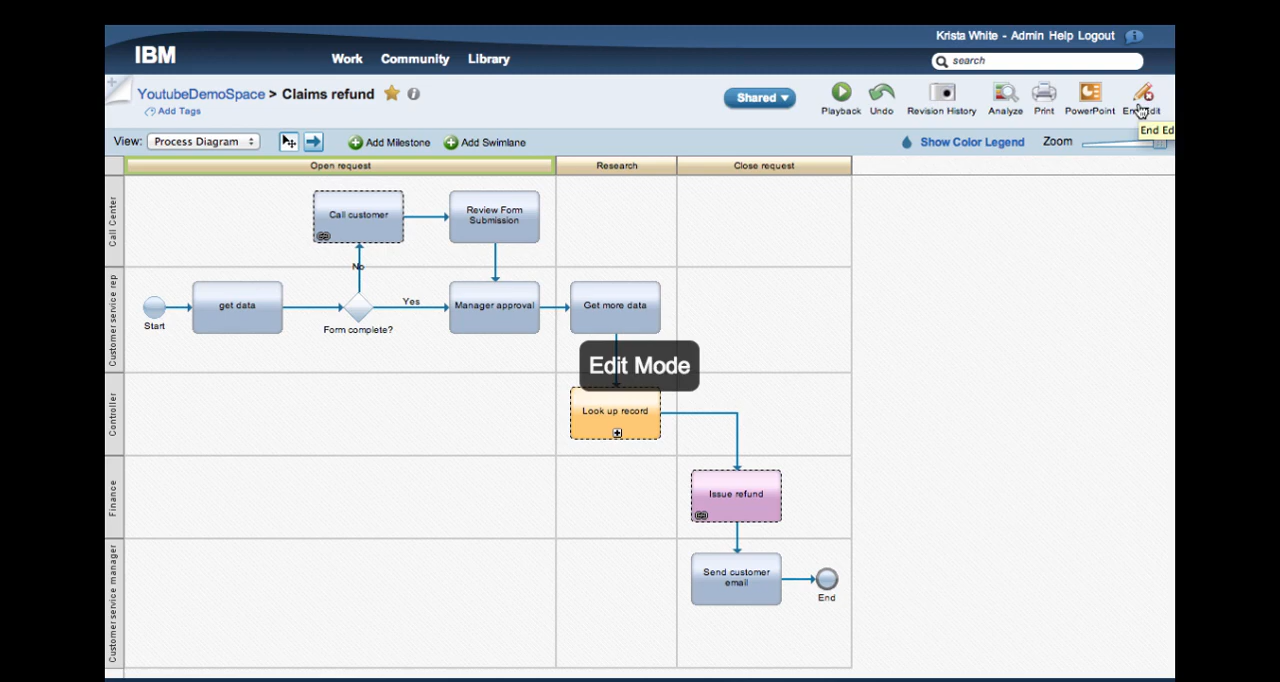 Krista White - Admin Help Logout
IBM
Work Community Library
search
YoutubeDemoSpace > Claims refund
Add Tags
Shared
Playback Undo Revision History Analyze Print PowerPoint
End Ed
View: Process Diagram
Add Milestone
Add Swimlane
Show Color Legend
Zoom
Open request
Research
Close request
Call Center
Call customer
Review Form
Submission
No
Customer service rep
Start
get data
Form complete?
Yes
Manager approval
Get more data
Edit Mode
Controller
Look up record
Finance
Issue refund
Customer service manager
Send customer
email
End